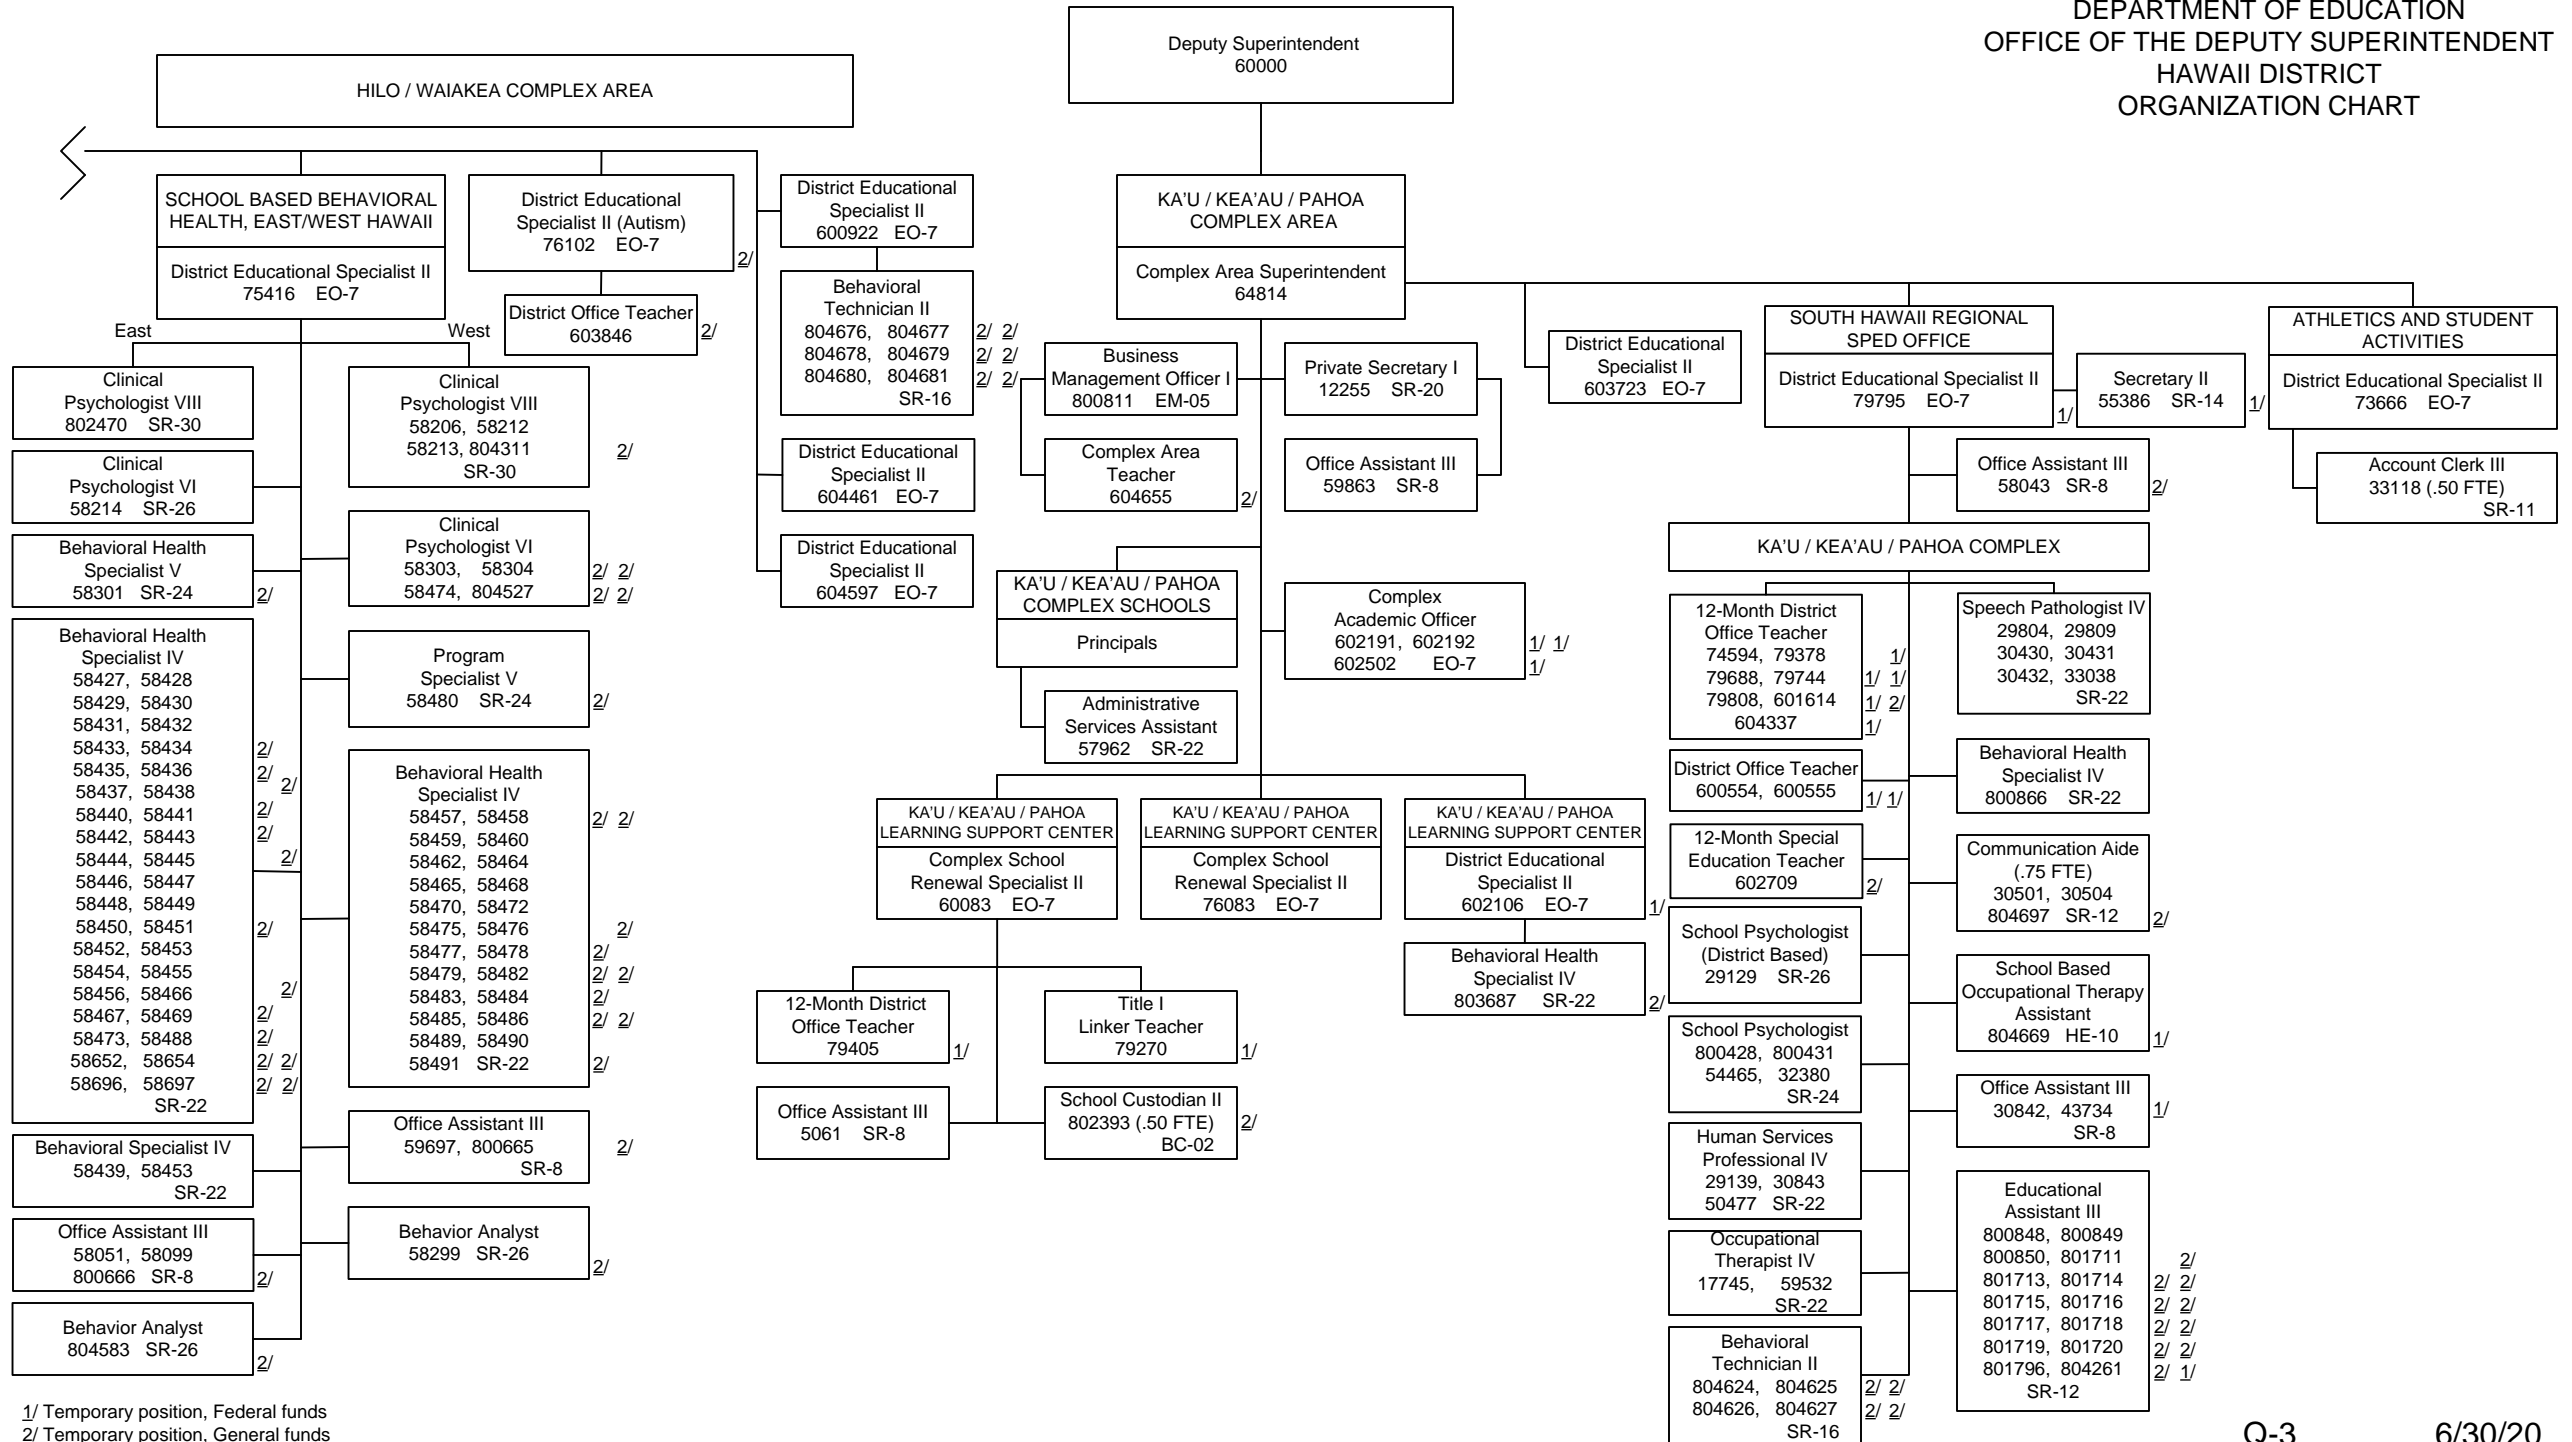 DEPARTMENT OF EDUCATION
OFFICE OF THE DEPUTY SUPERINTENDENT
HAWAII DISTRICT
ORGANIZATION CHART
Deputy Superintendent
60000
HILO / WAIAKEA COMPLEX AREA
SCHOOL BASED BEHAVIORAL
HEALTH, EAST/WEST HAWAII
District Educational Specialist II
75416 EO-7
East
West
Clinical
Psychologist VIII
802470 SR-30
Clinical
Psychologist VI
58214 SR-26
Behavioral Health
Specialist V
58301 SR-24 2/
Behavioral Health
Specialist IV
58427, 58428
58429, 58430
58431, 58432
58433, 58434 2/
58435, 58436 2/
58437, 58438 2/
58440, 58441 2/
58442, 58443 2/
58444, 58445 2/
58446, 58447
58448, 58449
58450, 58451 2/
58452, 58453
58454, 58455
58456, 58466 2/
58467, 58469 2/
58473, 58488 2/
58652, 58654 2/ 2/
58696, 58697 2/ 2/
SR-22
Behavioral Specialist IV
58439, 58453
SR-22
Office Assistant III
58051, 58099
800666 SR-8 2/
Behavior Analyst
804583 SR-26
2/
Clinical
Psychologist VIII
58206, 58212
58213, 804311 2/
SR-30
Clinical
Psychologist VI
58303, 58304 2/ 2/
58474, 804527 2/ 2/
Program
Specialist V
58480 SR-24 2/
Behavioral Health
Specialist IV
58457, 58458 2/ 2/
58459, 58460
58462, 58464
58465, 58468
58470, 58472
58475, 58476 2/
58477, 58478 2/
58479, 58482 2/ 2/
58483, 58484 2/
58485, 58486 2/ 2/
58489, 58490
58491 SR-22 2/
Office Assistant III
59697, 800665 2/
SR-8
Behavior Analyst
58299 SR-26
2/
District Educational
Specialist II (Autism)
76102 EO-7
2/
District Office Teacher
603846 2/
District Educational
Specialist II
600922 EO-7
Behavioral
Technician II
804676, 804677 2/ 2/
804678, 804679 2/ 2/
804680, 804681 2/ 2/
SR-16
District Educational
Specialist II
604461 EO-7
District Educational
Specialist II
604597 EO-7
KA'U / KEA'AU / PAHOA
COMPLEX AREA
Complex Area Superintendent
64814
Business
Management Officer I
800811 EM-05
Private Secretary I
12255 SR-20
Complex Area
Teacher
604655 2/
Office Assistant III
59863 SR-8
KA'U / KEA'AU / PAHOA
COMPLEX SCHOOLS
Principals
Administrative
Services Assistant
57962 SR-22
Complex
Academic Officer
602191, 602192 1/ 1/
602502 EO-7 1/
KA'U / KEA'AU / PAHOA
LEARNING SUPPORT CENTER
Complex School
Renewal Specialist II
60083 EO-7
KA'U / KEA'AU / PAHOA
LEARNING SUPPORT CENTER
Complex School
Renewal Specialist II
76083 EO-7
KA'U / KEA'AU / PAHOA
LEARNING SUPPORT CENTER
District Educational
Specialist II
602106 EO-7 1/
Behavioral Health
Specialist IV
803687 SR-22 2/
12-Month District
Office Teacher
79405 1/
Title I
Linker Teacher
79270 1/
Office Assistant III
5061 SR-8
School Custodian II
802393 (.50 FTE) 2/
BC-02
District Educational
Specialist II
603723 EO-7
SOUTH HAWAII REGIONAL
SPED OFFICE
District Educational Specialist II
79795 EO-7
1/
Secretary II
55386 SR-14 1/
Office Assistant III
58043 SR-8 2/
ATHLETICS AND STUDENT
ACTIVITIES
District Educational Specialist II
73666 EO-7
Account Clerk III
33118 (.50 FTE)
SR-11
KA'U / KEA'AU / PAHOA COMPLEX
12-Month District
Office Teacher
74594, 79378 1/
79688, 79744 1/ 1/
79808, 601614 1/ 2/
604337 1/
District Office Teacher
600554, 600555 1/ 1/
12-Month Special
Education Teacher
602709 2/
School Psychologist
(District Based)
29129 SR-26
School Psychologist
800428, 800431
54465, 32380
SR-24
Human Services
Professional IV
29139, 30843
50477 SR-22
Occupational
Therapist IV
17745, 59532
SR-22
Behavioral
Technician II
804624, 804625 2/ 2/
804626, 804627 2/ 2/
SR-16
Speech Pathologist IV
29804, 29809
30430, 30431
30432, 33038
SR-22
Behavioral Health
Specialist IV
800866 SR-22
Communication Aide
(.75 FTE)
30501, 30504
804697 SR-12 2/
School Based
Occupational Therapy
Assistant
804669 HE-10 1/
Office Assistant III
30842, 43734 1/
SR-8
Educational
Assistant III
800848, 800849
800850, 801711 2/
801713, 801714 2/ 2/
801715, 801716 2/ 2/
801717, 801718 2/ 2/
801719, 801720 2/ 2/
801796, 804261 2/ 1/
SR-12
1/ Temporary position, Federal funds
2/ Temporary position, General funds
Q-3 6/30/20